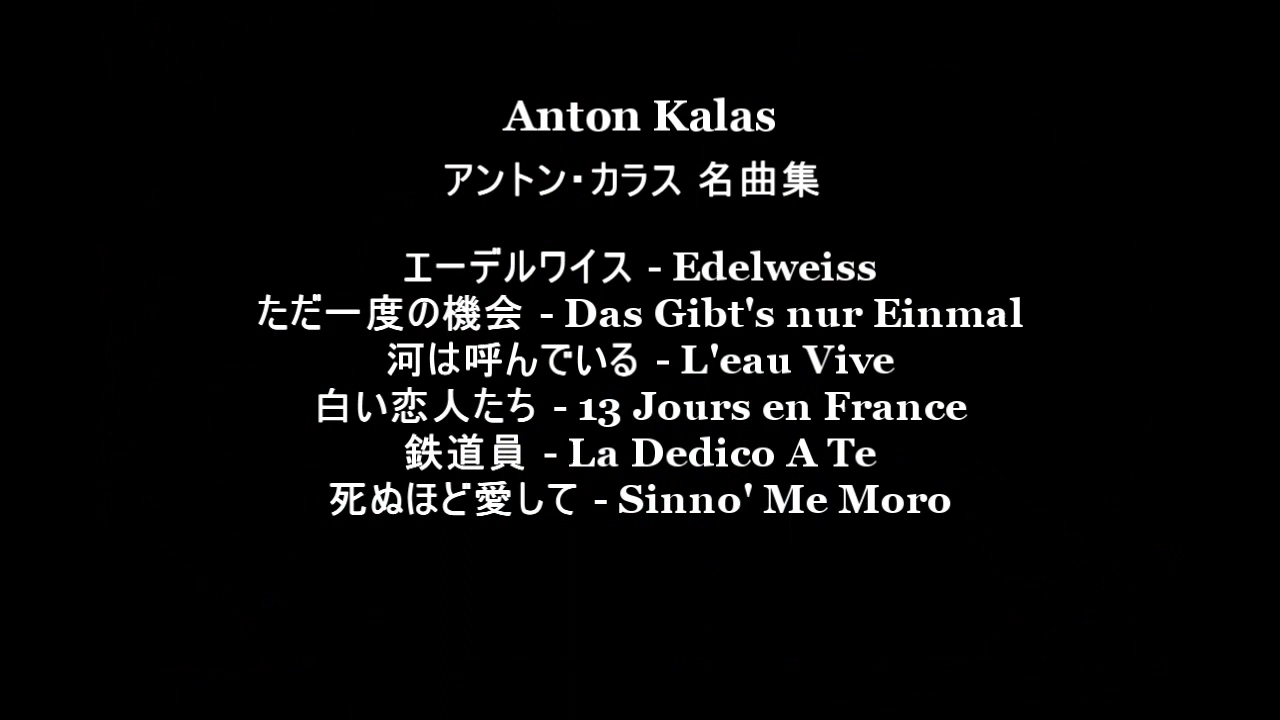 Anton Kalas
アントン・カラス 名曲集
エーデルワイス - Edelweiss
ただ一度の機会 - Das Gibt's nur Einmal
河は呼んでいる - L'eau Vive
白い恋人たち - 13 Jours en France
鉄道員 - La Dedico A Te
死ぬほど愛して - Sinno' Me Moro